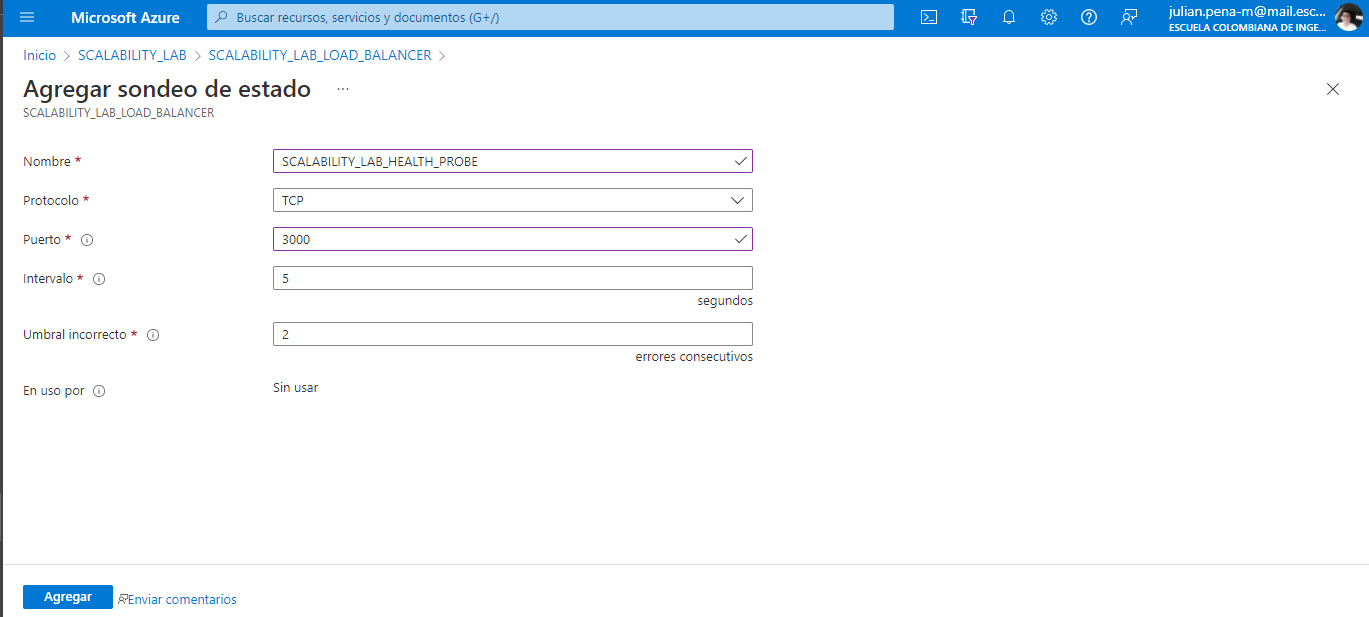 Microsoft Azure
Buscar recursos, servicios y documentos (G+/)
julian.pena-m@mail.esc...
ESCUELA COLOMBIANA DE INGE...
Inicio > SCALABILITY_LAB > SCALABILITY_LAB_LOAD_BALANCER >
Agregar sondeo de estado ...
SCALABILITY_LAB_LOAD_BALANCER
Nombre * SCALABILITY_LAB_HEALTH_PROBE
Protocolo * TCP
Puerto * 3000
Intervalo * 5
segundos
Umbral incorrecto * 2
errores consecutivos
En uso por Sin usar
Agregar Enviar comentarios